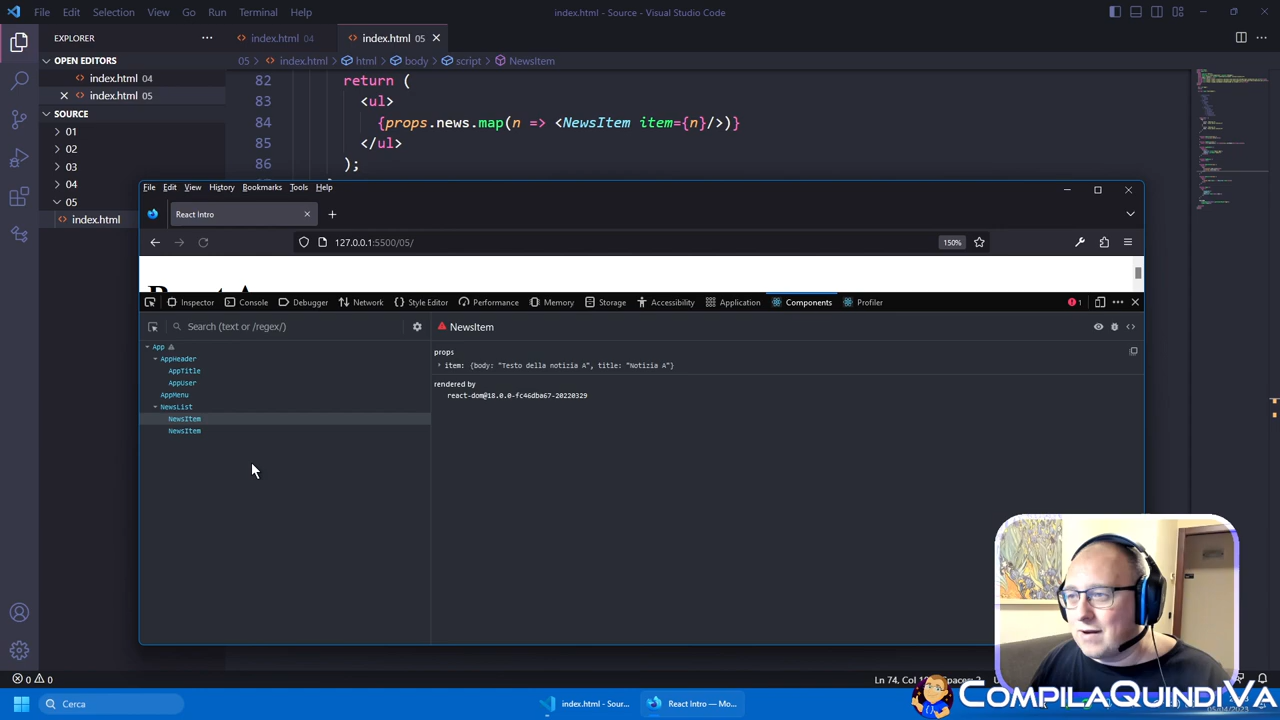 File Edit Selection View Go Run Terminal Help
index.html - Source - Visual Studio Code
EXPLORER
index.html 04
index.html 05
OPEN EDITORS
05 > index.html > html > body > script > NewsItem
index.html 04
index.html 05
SOURCE
01
02
03
04
05
index.html
82 return (
83 <ul>
84 {props.news.map(n => <NewsItem item={n}/>)}
85 </ul>
86 );
File Edit View History Bookmarks Tools Help
React Intro
127.0.0.1:5500/05/
150%
Inspector Console Debugger Network Style Editor Performance Memory Storage Accessibility Application Components Profiler
1
Search (text or /regex/)
NewsItem
App
AppHeader
AppTitle
AppUser
AppMenu
NewsList
NewsItem
NewsItem
props
item: {body: "Testo della notizia A", title: "Notizia A"}
rendered by
react-dom@18.0.0-fc46dba67-20220329
0 0
Cerca
index.html - Sour...
React Intro — Mo...
COMPILAQUINDIVA